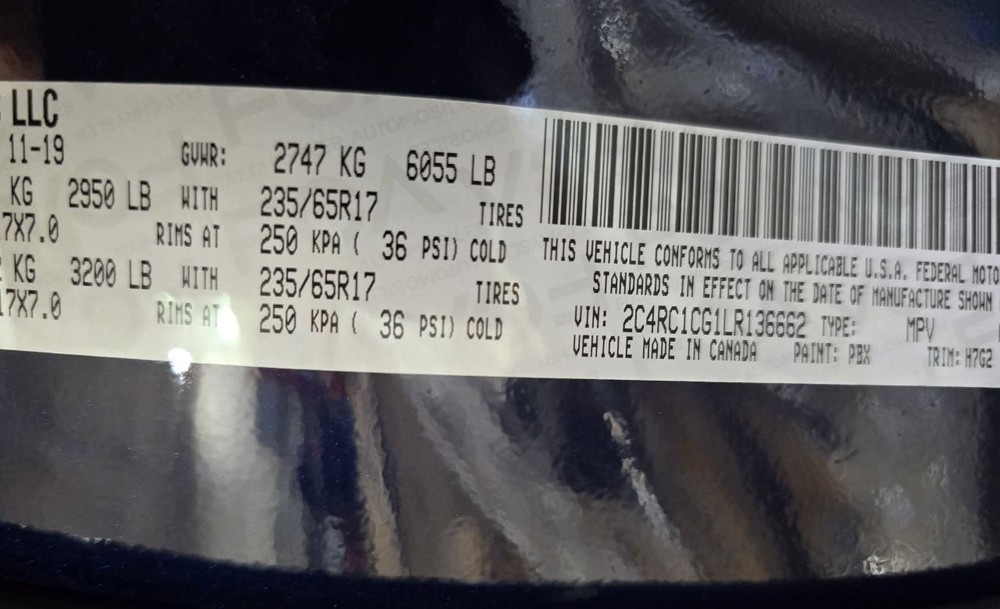 LLC
11-19 GVWR: 2747 KG 6055 LB
KG 2950 LB WITH 235/65R17 TIRES
7X7.0 RIMS AT 250 KPA ( 36 PSI) COLD
KG 3200 LB WITH 235/65R17 TIRES
17X7.0 RIMS AT 250 KPA ( 36 PSI) COLD
THIS VEHICLE CONFORMS TO ALL APPLICABLE U.S.A. FEDERAL MOTO
STANDARDS IN EFFECT ON THE DATE OF MANUFACTURE SHOWN
VIN: 2C4RC1CG1LR136662 TYPE: MPV
VEHICLE MADE IN CANADA PAINT: PBX TRIM: H7G2